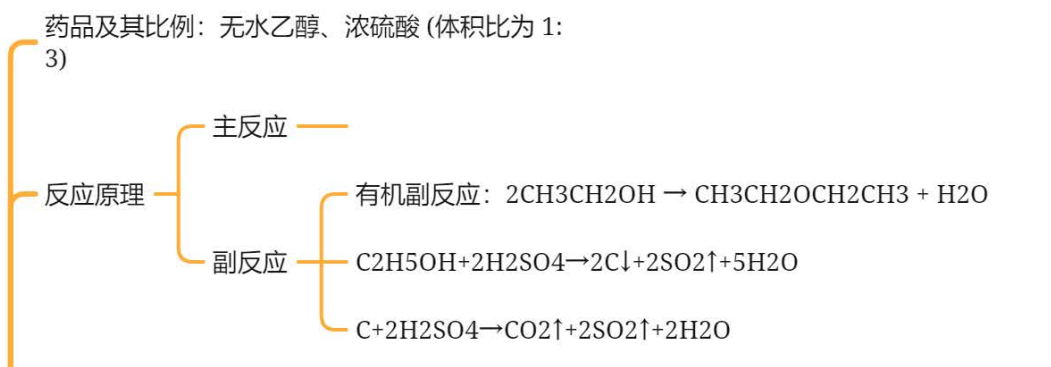 药品及其比例：无水乙醇、浓硫酸 (体积比为 1:
3)
主反应
反应原理
有机副反应：2CH3CH2OH → CH3CH2OCH2CH3 + H2O
副反应
C2H5OH+2H2SO4→2C↓+2SO2↑+5H2O
C+2H2SO4→CO2↑+2SO2↑+2H2O